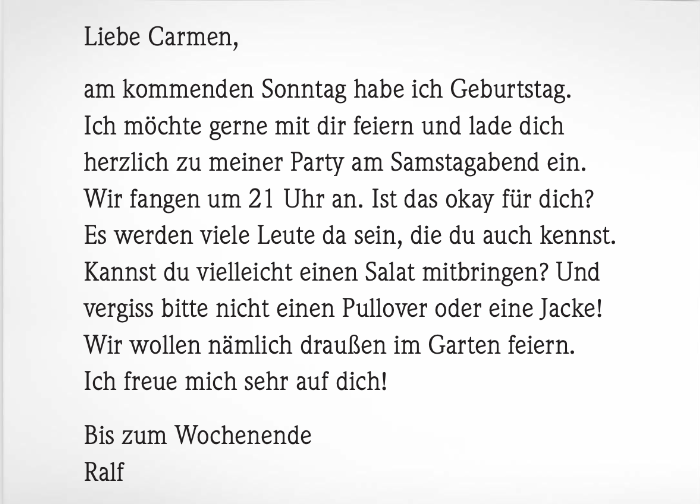 Liebe Carmen,
am kommenden Sonntag habe ich Geburtstag.
Ich möchte gerne mit dir feiern und lade dich
herzlich zu meiner Party am Samstagabend ein.
Wir fangen um 21 Uhr an. Ist das okay für dich?
Es werden viele Leute da sein, die du auch kennst.
Kannst du vielleicht einen Salat mitbringen? Und
vergiss bitte nicht einen Pullover oder eine Jacke!
Wir wollen nämlich draußen im Garten feiern.
Ich freue mich sehr auf dich!
Bis zum Wochenende
Ralf